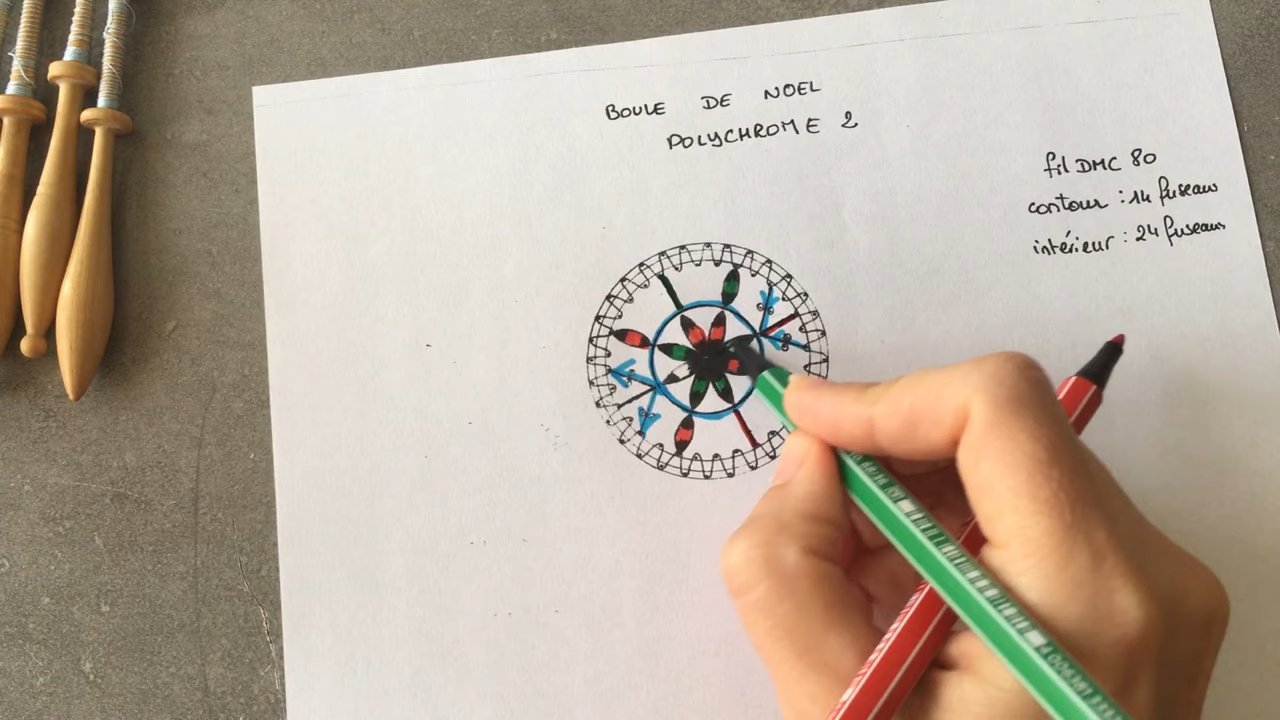 BOULE DE NOEL
POLYCHROME 2
fil DMC 80
contour : 14 fuseaux
intérieur : 24 fuseaux